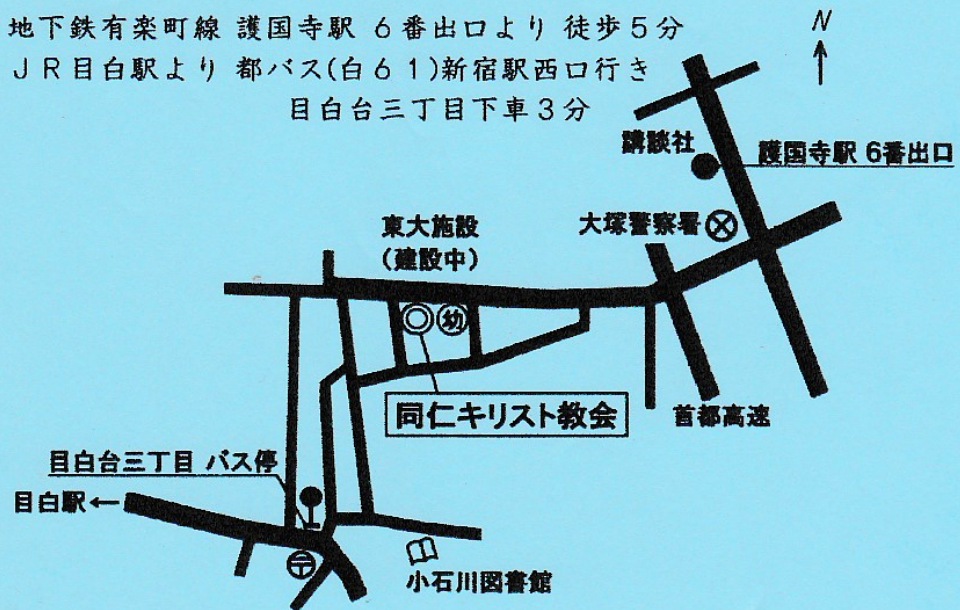 地下鉄有楽町線 護国寺駅 6番出口より 徒歩5分
JR目白駅より 都バス(白61)新宿駅西口行き
目白台三丁目下車3分
N
講談社
護国寺駅 6番出口
大塚警察署
東大施設
(建設中)
幼
同仁キリスト教会
首都高速
目白台三丁目 バス停
目白駅←
小石川図書館